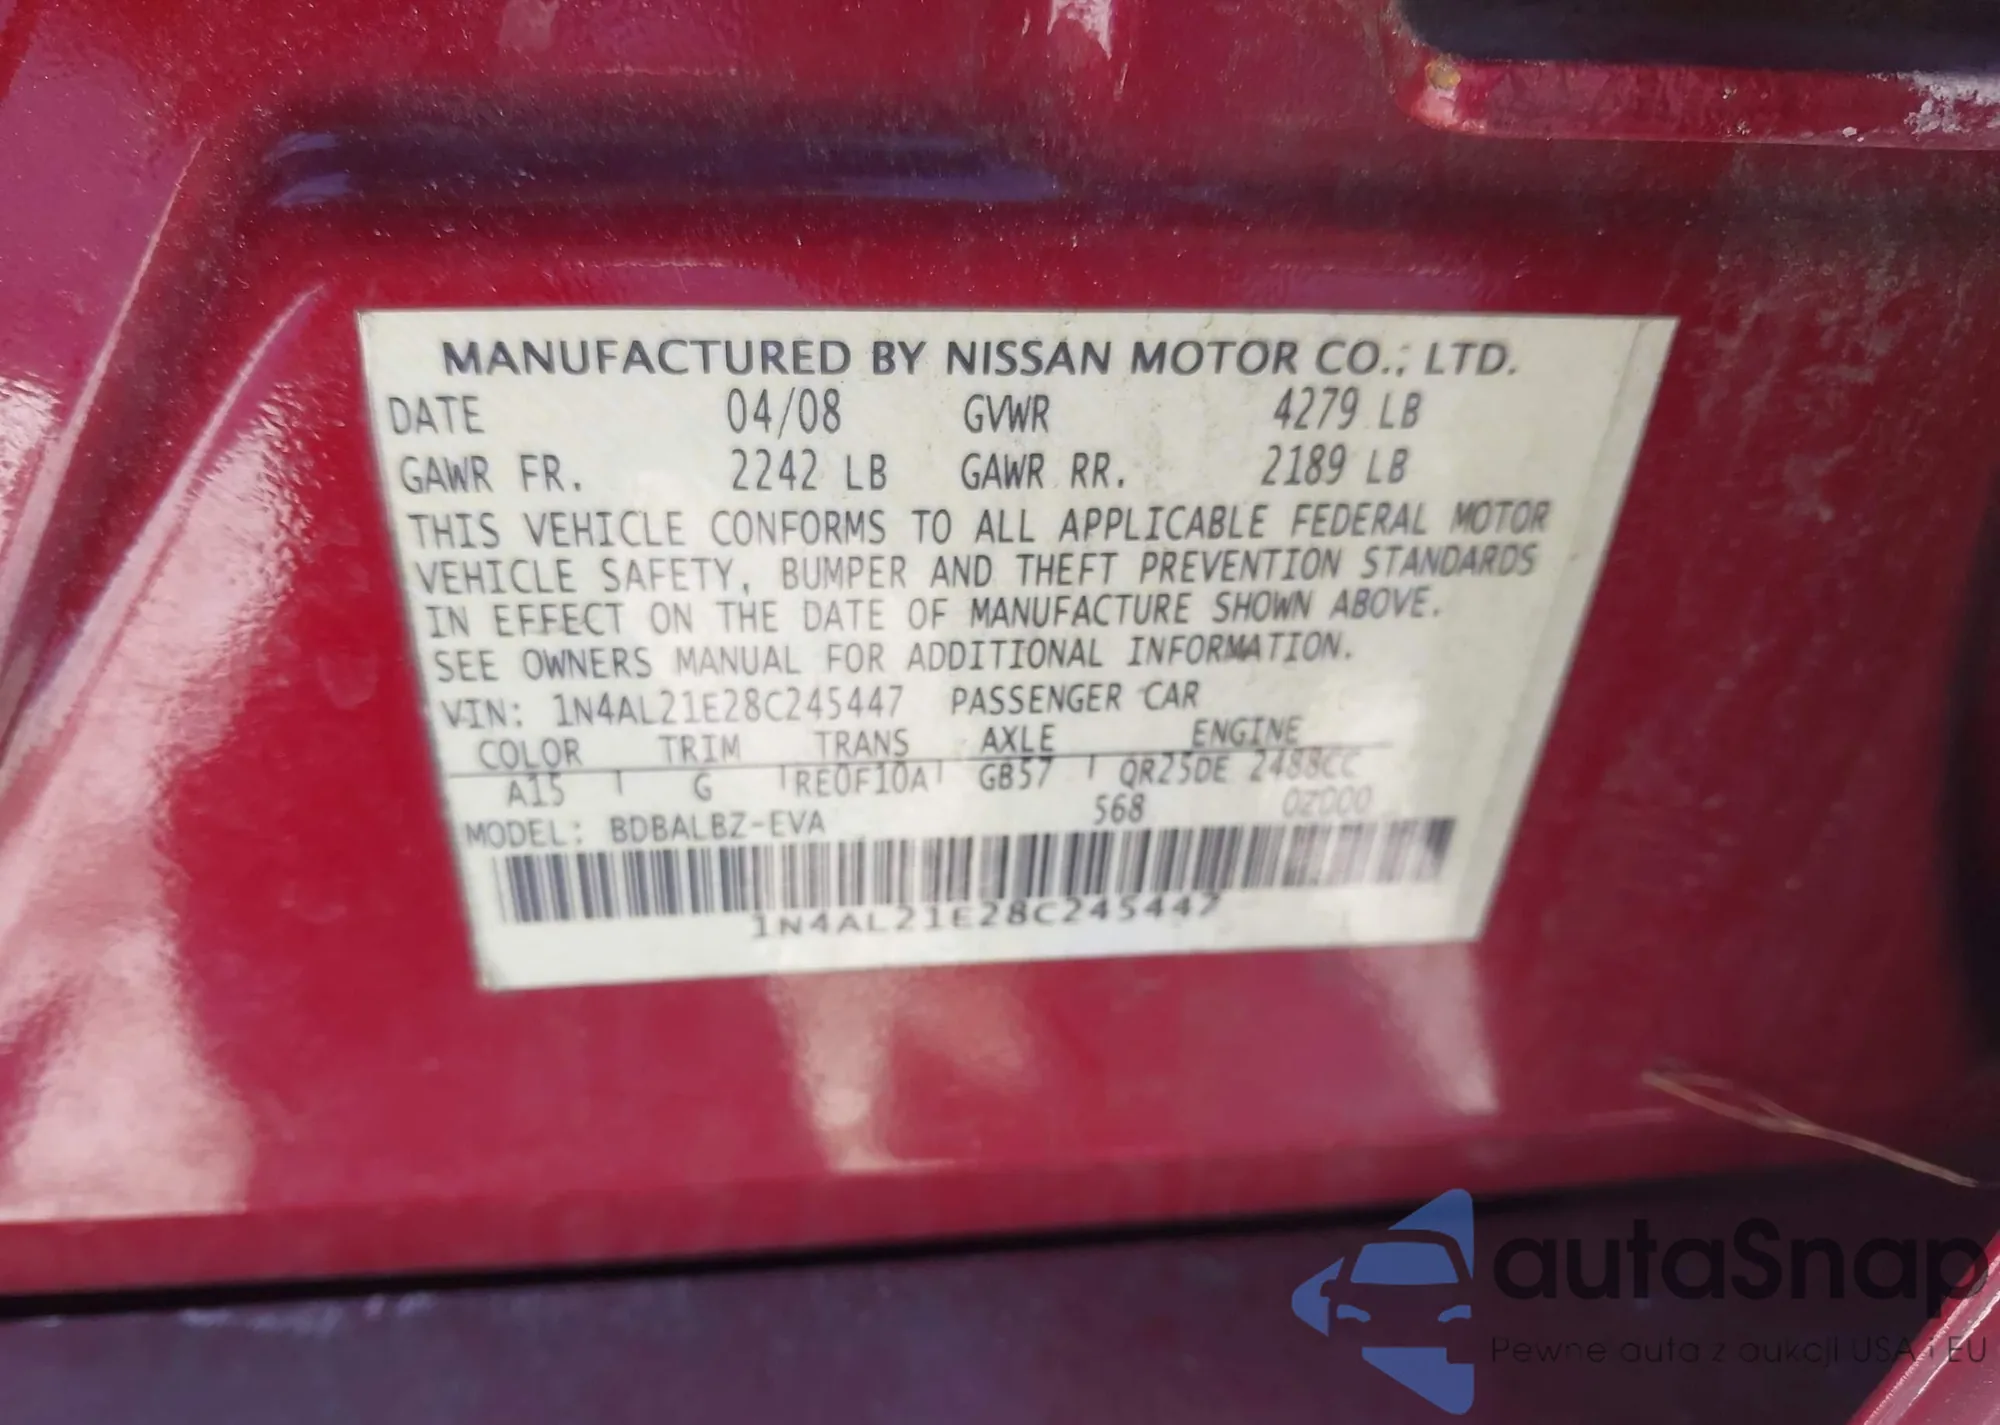 MANUFACTURED BY NISSAN MOTOR CO., LTD.
DATE 04/08 GVWR 4279 LB
GAWR FR. 2242 LB GAWR RR. 2189 LB
THIS VEHICLE CONFORMS TO ALL APPLICABLE FEDERAL MOTOR
VEHICLE SAFETY, BUMPER AND THEFT PREVENTION STANDARDS
IN EFFECT ON THE DATE OF MANUFACTURE SHOWN ABOVE.
SEE OWNERS MANUAL FOR ADDITIONAL INFORMATION.
VIN: 1N4AL21E28C245447 PASSENGER CAR
COLOR TRIM TRANS AXLE ENGINE
A15 G RE0F10A GB57 QR25DE 2488CC
568 0Z000
MODEL: BDBALBZ-EVA
1N4AL21E28C245447
autaSnap
Pewne auta z aukcji USA i EU